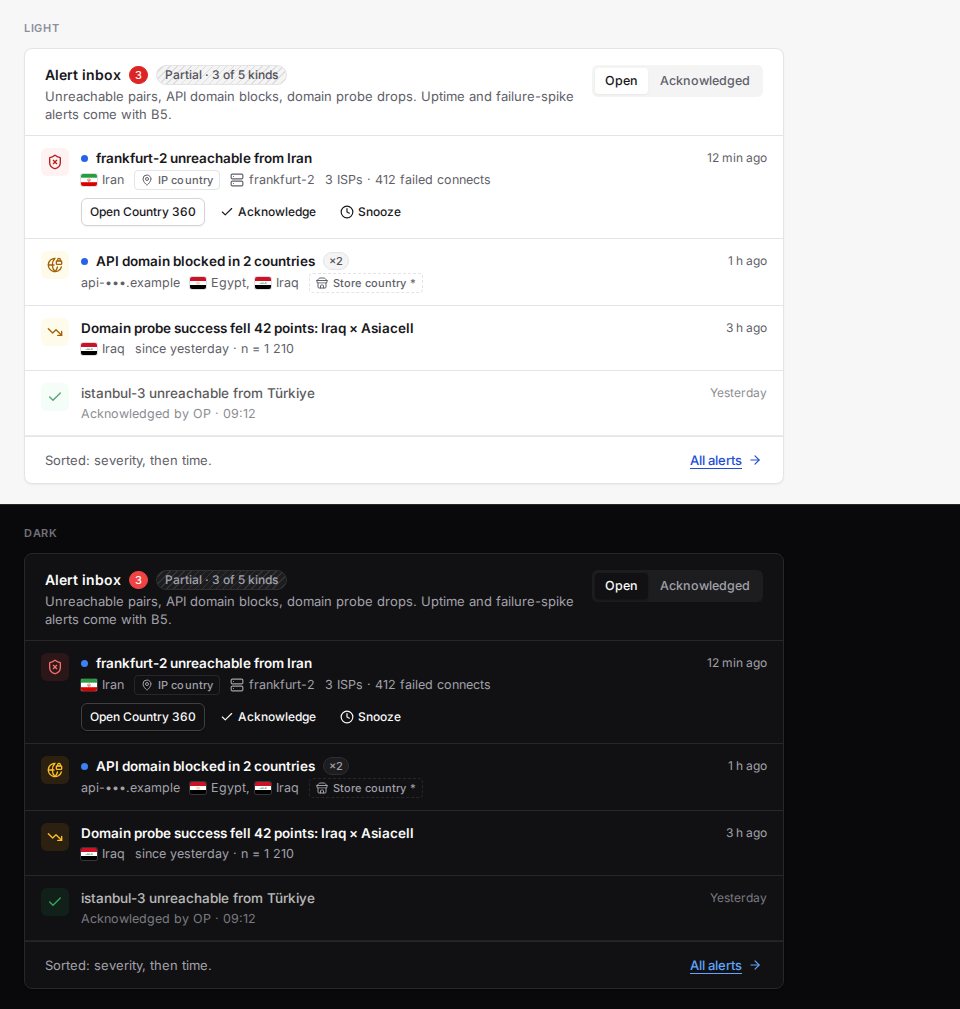 LIGHT
Alert inbox 3 Partial · 3 of 5 kinds
Open Acknowledged
Unreachable pairs, API domain blocks, domain probe drops. Uptime and failure-spike
alerts come with B5.
frankfurt-2 unreachable from Iran 12 min ago
Iran IP country frankfurt-2 3 ISPs · 412 failed connects
Open Country 360 Acknowledge Snooze
API domain blocked in 2 countries ×2 1 h ago
api-•••.example Egypt, Iraq Store country *
Domain probe success fell 42 points: Iraq × Asiacell 3 h ago
Iraq since yesterday · n = 1 210
istanbul-3 unreachable from Türkiye Yesterday
Acknowledged by OP · 09:12
Sorted: severity, then time. All alerts →
DARK
Alert inbox 3 Partial · 3 of 5 kinds
Open Acknowledged
Unreachable pairs, API domain blocks, domain probe drops. Uptime and failure-spike
alerts come with B5.
frankfurt-2 unreachable from Iran 12 min ago
Iran IP country frankfurt-2 3 ISPs · 412 failed connects
Open Country 360 Acknowledge Snooze
API domain blocked in 2 countries ×2 1 h ago
api-•••.example Egypt, Iraq Store country *
Domain probe success fell 42 points: Iraq × Asiacell 3 h ago
Iraq since yesterday · n = 1 210
istanbul-3 unreachable from Türkiye Yesterday
Acknowledged by OP · 09:12
Sorted: severity, then time. All alerts →